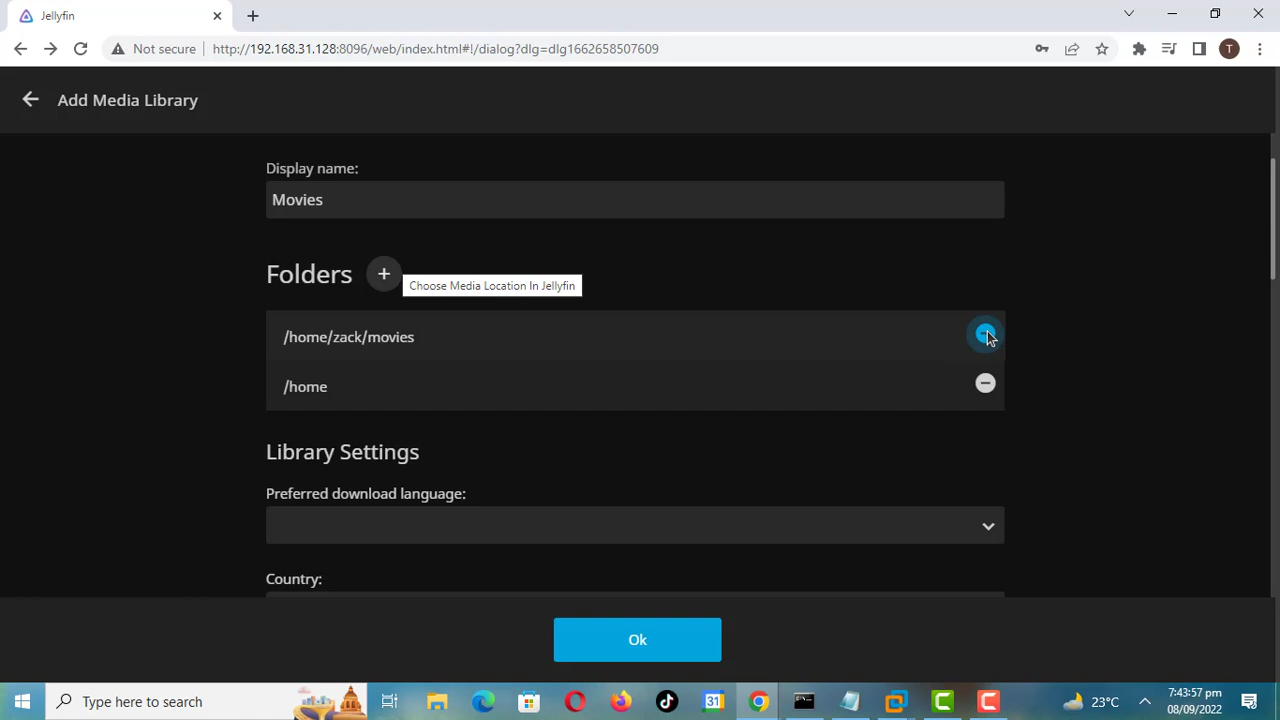 Jellyfin
Not secure
http://192.168.31.128:8096/web/index.html#!/dialog?dlg=dlg1662658507609
T
Add Media Library
Display name:
Movies
Folders
Choose Media Location In Jellyfin
/home/zack/movies
/home
Library Settings
Preferred download language:
Country:
Ok
Type here to search
31
23°C
7:43:57 pm
08/09/2022